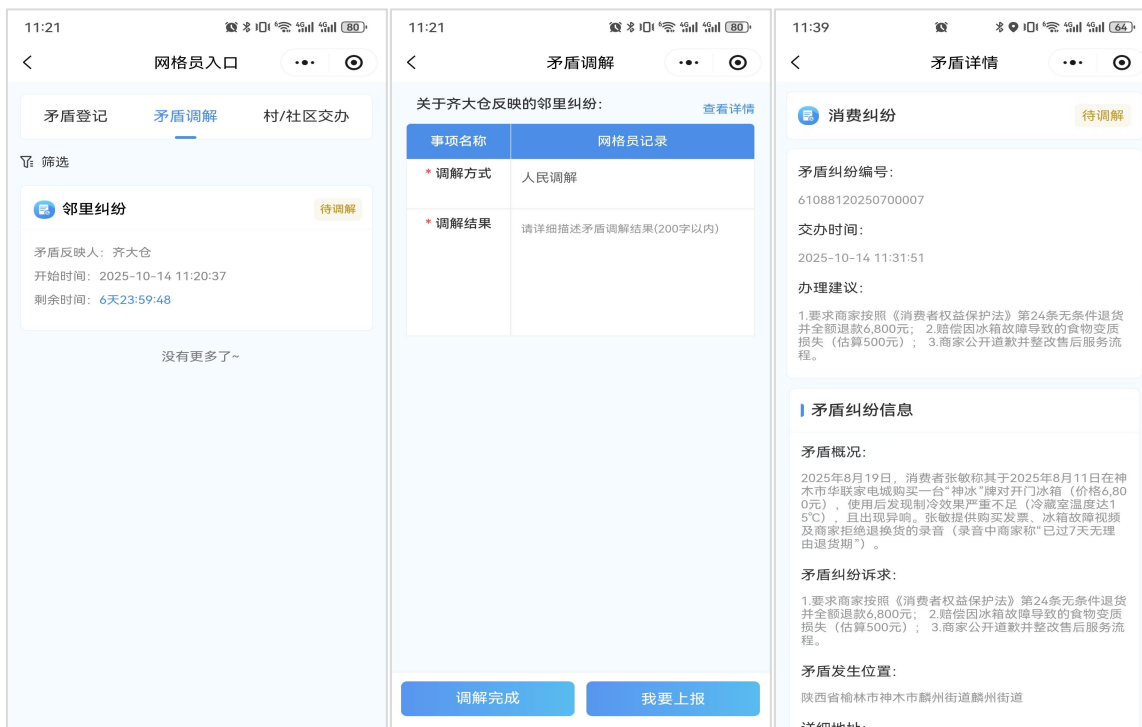 11:21
80
网格员入口
矛盾登记
矛盾调解
村/社区交办
筛选
邻里纠纷
待调解
矛盾反映人：齐大仓
开始时间：2025-10-14 11:20:37
剩余时间：6天23:59:48
没有更多了~
11:21
80
矛盾调解
关于齐大仓反映的邻里纠纷：
查看详情
事项名称
网格员记录
* 调解方式
人民调解
* 调解结果
请详细描述矛盾调解结果(200字以内)
调解完成
我要上报
11:39
64
矛盾详情
消费纠纷
待调解
矛盾纠纷编号：
61088120250700007
交办时间：
2025-10-14 11:31:51
办理建议：
1.要求商家按照《消费者权益保护法》第24条无条件退货
并全额退款6,800元； 2.赔偿因冰箱故障导致的食物变质
损失（估算500元）； 3.商家公开道歉并整改售后服务流
程。
矛盾纠纷信息
矛盾概况：
2025年8月19日，消费者张敏称其于2025年8月11日在神
木市华联家电城购买一台“神冰”牌对开门冰箱（价格6,80
0元），使用后发现制冷效果严重不足（冷藏室温度达1
5℃），且出现异响。张敏提供购买发票、冰箱故障视频
及商家拒绝退换货的录音（录音中商家称“已过7天无理
由退货期”）。
矛盾纠纷诉求：
1.要求商家按照《消费者权益保护法》第24条无条件退货
并全额退款6,800元； 2.赔偿因冰箱故障导致的食物变质
损失（估算500元）； 3.商家公开道歉并整改售后服务流
程。
矛盾发生位置：
陕西省榆林市神木市麟州街道麟州街道
详细地址：